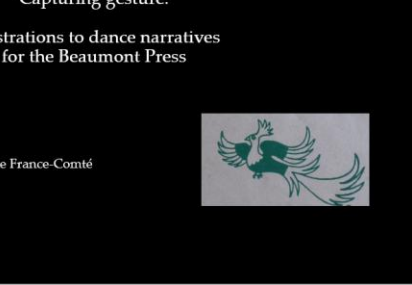 Capturing gesture:
strations to dance narratives
for the Beaumont Press
e France-Comté